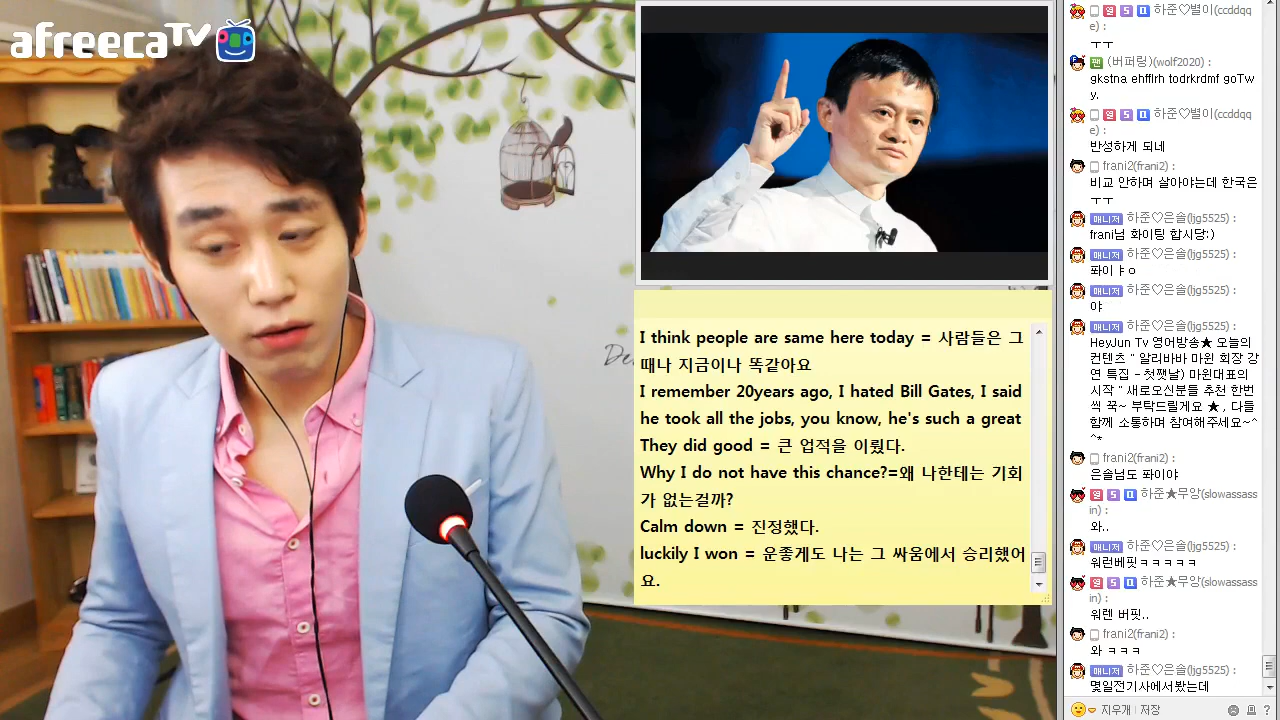 afreecaTV
I think people are same here today = 사람들은 그
때나 지금이나 똑같아요
I remember 20years ago, I hated Bill Gates, I said
he took all the jobs, you know, he's such a great
They did good = 큰 업적을 이뤘다.
Why I do not have this chance?=왜 나한테는 기회
가 없는걸까?
Calm down = 진정했다.
luckily I won = 운좋게도 나는 그 싸움에서 승리했어
요.
De
하준♡별이(ccddqq
e) :
ㅜㅜ
팬 (버퍼링)(wolf2020) :
gkstna ehfflrh todrkrdmf goTw
y.
하준♡별이(ccddqq
e) :
반성하게 되네
frani2(frani2) :
비교 안하며 살아야는데 한국은
ㅜㅜ
매니저 하준♡은솔(ljg5525) :
frani님 화이팅 합시당:)
매니저 하준♡은솔(ljg5525) :
퐈이ㅑㅇ
매니저 하준♡은솔(ljg5525) :
야
매니저 하준♡은솔(ljg5525) :
HeyJun Tv 영어방송★ 오늘의
컨텐츠 " 알리바바 마윈 회장 강
연 특집 - 첫쨋날) 마윈대표의
시작 " 새로오신분들 추천 한번
씩 꾹~ 부탁드릴게요 ★, 다들
함께 소통하며 참여해주세요~^
^*
frani2(frani2) :
은솔님도 퐈이야
열 S 하준★무앙(slowassas
sin) :
와..
매니저 하준♡은솔(ljg5525) :
워런베핏ㅋㅋㅋㅋㅋ
열 S 하준★무앙(slowassas
sin) :
워렌 버핏..
frani2(frani2) :
와 ㅋㅋㅋ
매니저 하준♡은솔(ljg5525) :
몇일전기사에서봤는데
지우개 | 저장